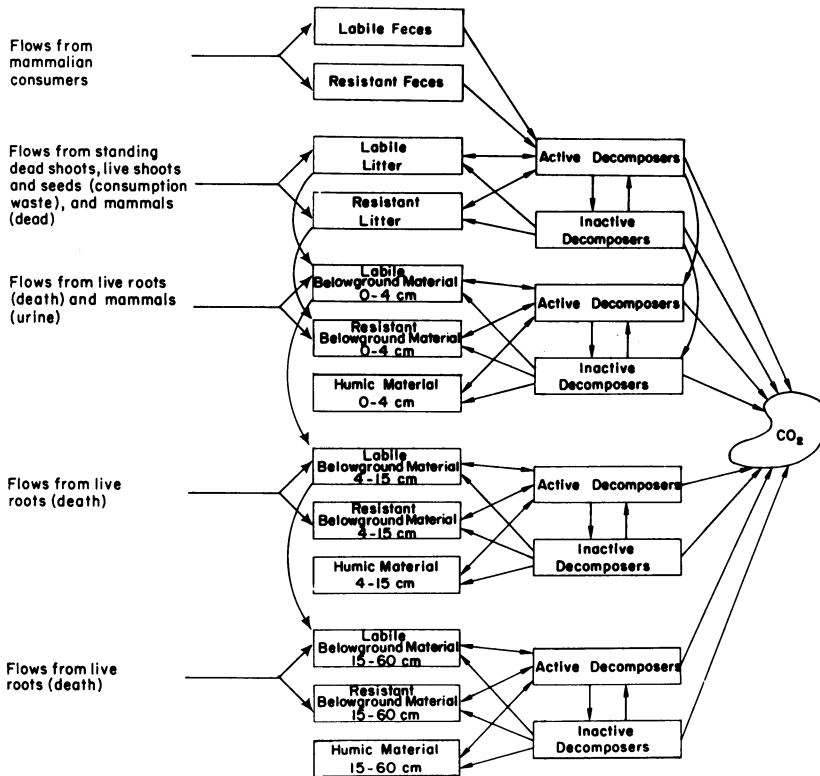 Flows from
mammalian
consumers
Labile Feces
Resistant Feces
Flows from standing
dead shoots, live shoots
and seeds (consumption
waste), and mammals
(dead)
Labile
Litter
Resistant
Litter
Active Decomposers
Inactive
Decomposers
Flows from live roots
(death) and mammals
(urine)
Labile
Belowground Material
0-4 cm
Resistant
Belowground Material
0-4 cm
Humic Material
0-4 cm
Active Decomposers
Inactive
Decomposers
CO₂
Flows from live
roots (death)
Labile
Belowground Material
4-15 cm
Resistant
Belowground Material
4-15 cm
Humic Material
4-15 cm
Active Decomposers
Inactive
Decomposers
Flows from live
roots (death)
Labile
Belowground Material
15-60 cm
Resistant
Belowground Material
15-60 cm
Humic Material
15-60 cm
Active Decomposers
Inactive
Decomposers